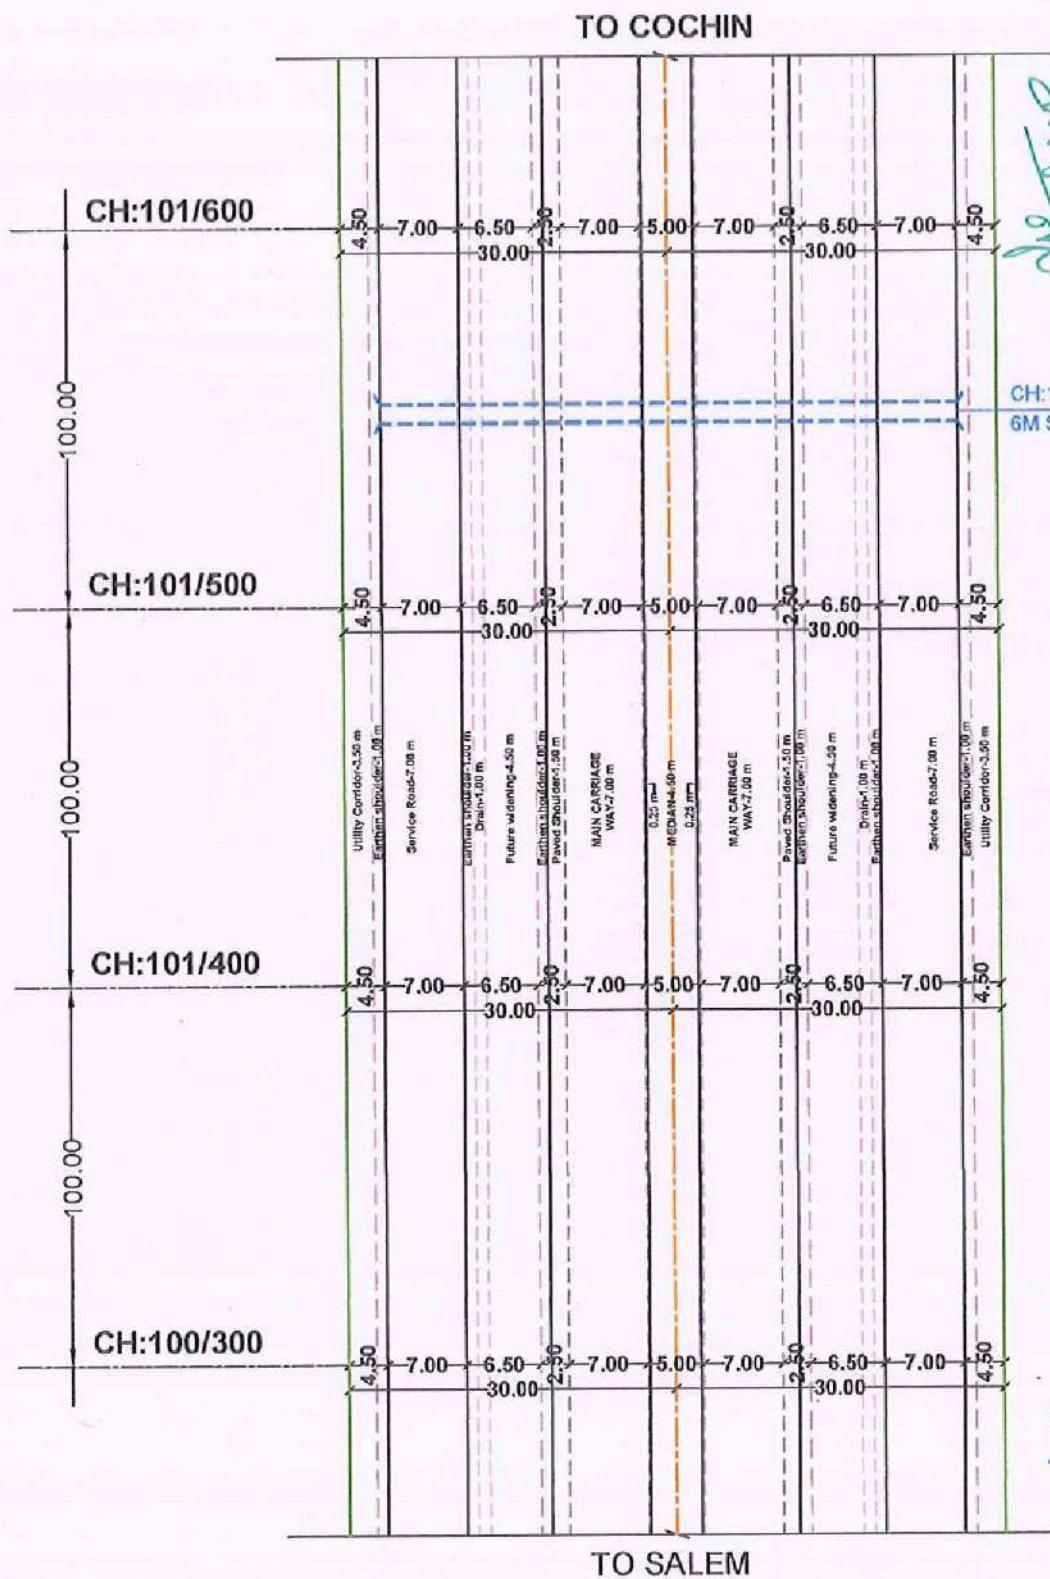 TO COCHIN
CH:101/600
4.50 7.00 6.50 2.50 7.00 5.00 7.00 2.50 6.50 7.00 4.50
30.00 30.00
100.00
CH:
6M
CH:101/500
4.50 7.00 6.50 2.50 7.00 5.00 7.00 2.50 6.50 7.00 4.50
30.00 30.00
100.00
Utility Corridor-3.50 m
Earthen shoulder-1.00 m
Service Road-7.00 m
Earthen shoulder-1.00 m
Drain-1.00 m
Future widening-4.50 m
Earthen shoulder-1.00 m
Paved Shoulder-1.50 m
MAIN CARRIAGE
WAY-7.00 m
0.25 m
MEDIAN-4.50 m
0.25 m
MAIN CARRIAGE
WAY-7.00 m
Paved Shoulder-1.50 m
Earthen shoulder-1.00 m
Future widening-4.50 m
Drain-1.00 m
Earthen shoulder-1.00 m
Service Road-7.00 m
Earthen shoulder-1.00 m
Utility Corridor-3.50 m
CH:101/400
4.50 7.00 6.50 2.50 7.00 5.00 7.00 2.50 6.50 7.00 4.50
30.00 30.00
100.00
CH:100/300
4.50 7.00 6.50 2.50 7.00 5.00 7.00 2.50 6.50 7.00 4.50
30.00 30.00
TO SALEM